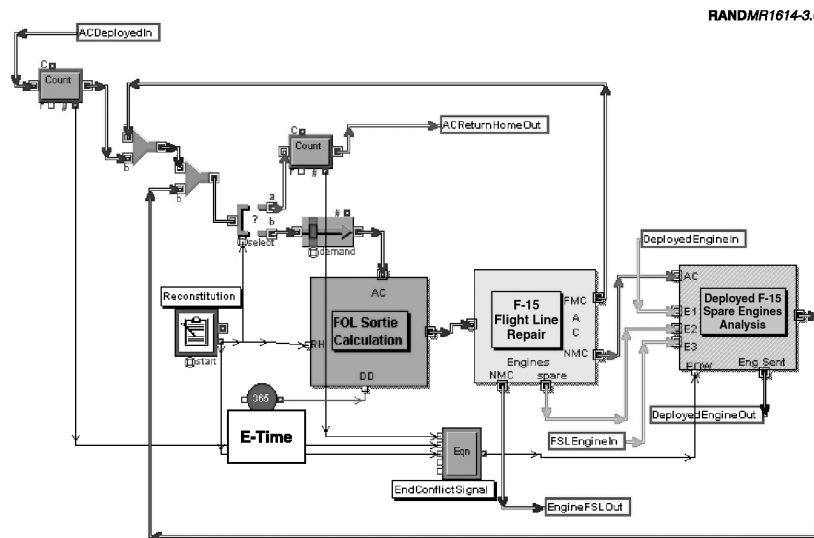 RANDMR1614-3.
ACDeployedIn
C
Count
#
b
b
C
Count
#
ACReturnHomeOut
?
a
b
select
#
demand
Reconstitution
start
AC
RH
FOL Sortie
Calculation
DD
365
E-Time
Eqn
EndConflictSignal
F-15
Flight Line
Repair
FMC
A
C
NMC
Engines
NMC
spare
EngineFSLOut
DeployedEngineIn
AC
E1
E2
E3
Deployed F-15
Spare Engines
Analysis
EOW
Eng Sent
DeployedEngineOut
FSLEngineIn